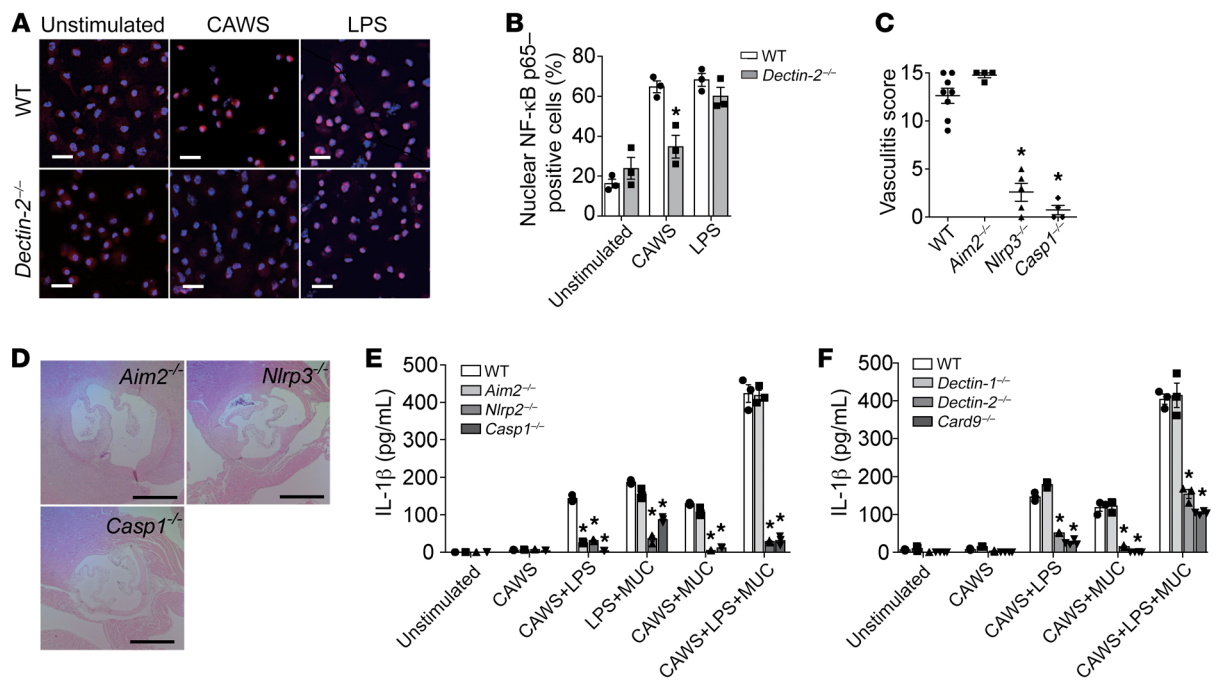 A
Unstimulated CAWS LPS
WT
Dectin-2–/–
B
Nuclear NF-κB p65–
positive cells (%)
80
60
40
20
0
WT
Dectin-2–/–
*
Unstimulated
CAWS
LPS
C
Vasculitis score
15
10
5
0
*
*
WT
Aim2–/–
Nlrp3–/–
Casp1–/–
D
Aim2-/-
Nlrp3-/-
Casp1-/-
E
IL-1β (pg/mL)
500
400
300
200
100
0
WT
Aim2–/–
Nlrp2–/–
Casp1–/–
* * *
* *
* *
* *
Unstimulated
CAWS
CAWS+LPS
LPS+MUC
CAWS+MUC
CAWS+LPS+MUC
F
IL-1β (pg/mL)
500
400
300
200
100
0
WT
Dectin-1–/–
Dectin-2–/–
Card9–/–
* *
* *
* *
Unstimulated
CAWS
CAWS+LPS
CAWS+MUC
CAWS+LPS+MUC